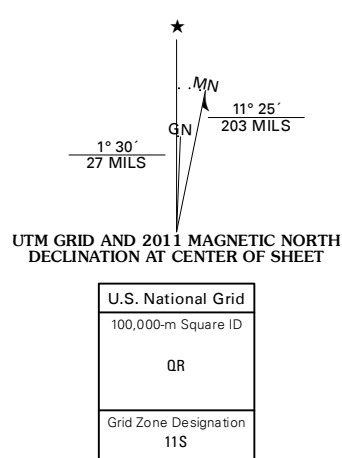 ★
MN
11° 25´
203 MILS
GN
1° 30´
27 MILS
UTM GRID AND 2011 MAGNETIC NORTH
DECLINATION AT CENTER OF SHEET
U.S. National Grid
100,000-m Square ID
QR
Grid Zone Designation
11S